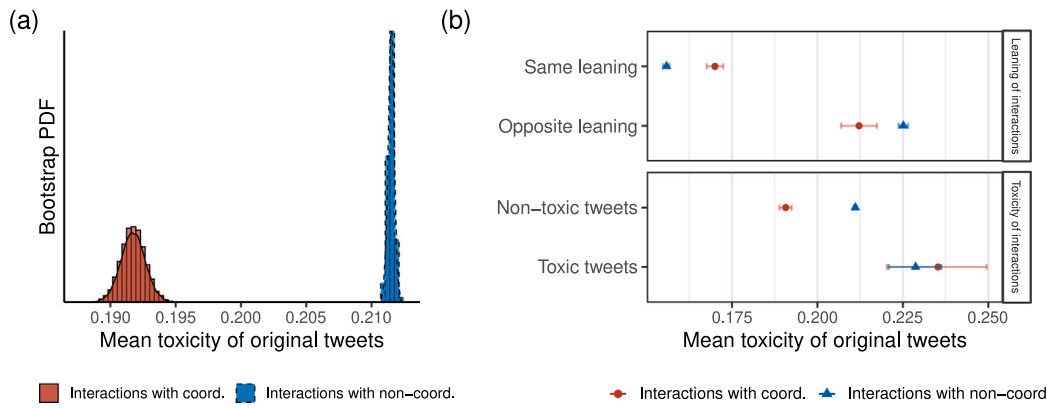 (a)
Bootstrap PDF
0.190 0.195 0.200 0.205 0.210
Mean toxicity of original tweets
Interactions with coord. Interactions with non−coord.
(b)
Same leaning
Opposite leaning
Leaning of interactions
Non−toxic tweets
Toxic tweets
Toxicity of interactions
0.175 0.200 0.225 0.250
Mean toxicity of original tweets
Interactions with coord. Interactions with non−coord